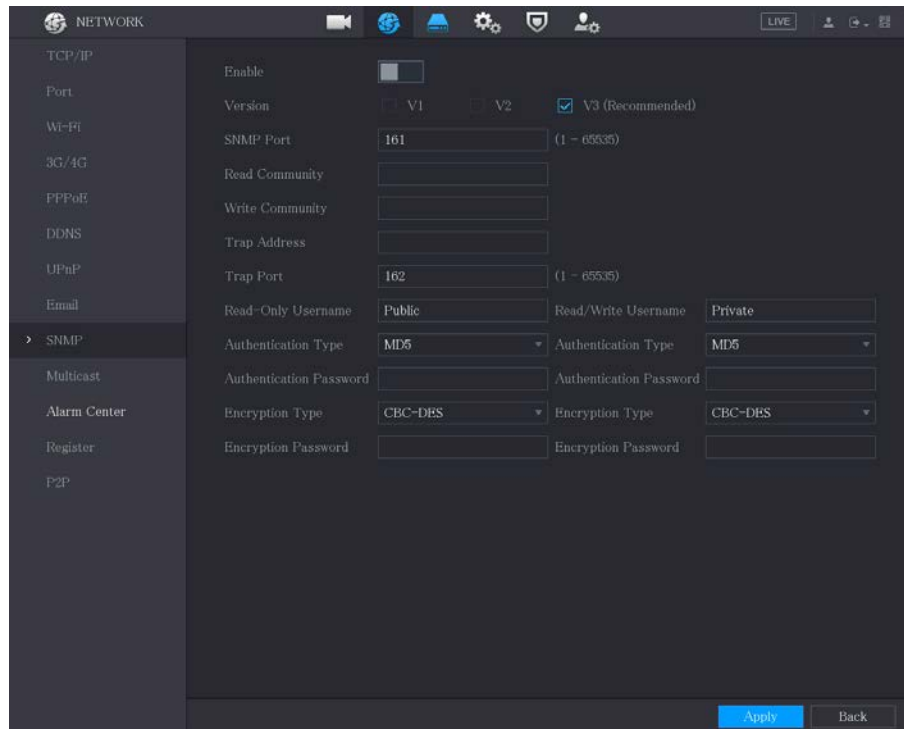 NETWORK
LIVE
TCP/IP
Port
Wi-Fi
3G/4G
PPPoE
DDNS
UPnP
Email
SNMP
Multicast
Alarm Center
Register
P2P
Enable
Version V1 V2 V3 (Recommended)
SNMP Port 161 (1 - 65535)
Read Community
Write Community
Trap Address
Trap Port 162 (1 - 65535)
Read-Only Username Public Read/Write Username Private
Authentication Type MD5 Authentication Type MD5
Authentication Password Authentication Password
Encryption Type CBC-DES Encryption Type CBC-DES
Encryption Password Encryption Password
Apply Back